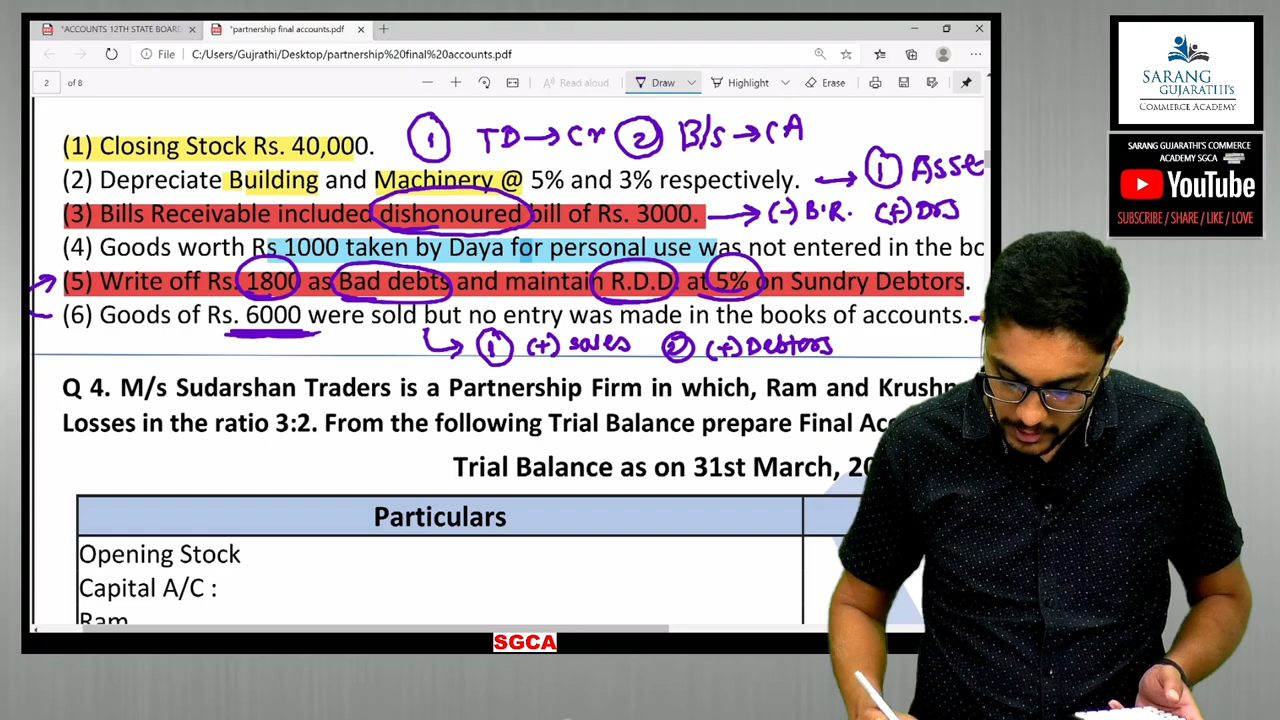 "ACCOUNTS 12TH STATE BOARD
*partnership final accounts.pdf
File C:/Users/Gujrathi/Desktop/partnership%20final%20accounts.pdf
2 of 8 Read aloud Draw Highlight Erase
① TD → Cr ② B/S → CA
(1) Closing Stock Rs. 40,000.
(2) Depreciate Building and Machinery @ 5% and 3% respectively. → ① Asse
(3) Bills Receivable included dishonoured bill of Rs. 3000. → (-) B.R. (+) Drs
(4) Goods worth Rs 1000 taken by Daya for personal use was not entered in the bo
(5) Write off Rs. 1800 as Bad debts and maintain R.D.D. at 5% on Sundry Debtors.
(6) Goods of Rs. 6000 were sold but no entry was made in the books of accounts.
① (+) sales ② (+) Debtors
Q 4. M/s Sudarshan Traders is a Partnership Firm in which, Ram and Krushn
Losses in the ratio 3:2. From the following Trial Balance prepare Final Ac
Trial Balance as on 31st March, 20
Particulars
Opening Stock
Capital A/C :
Ram
SGCA
SARANG
GUJARATHI'S
COMMERCE ACADEMY
SARANG GUJARATHI'S COMMERCE
ACADEMY SGCA
YouTube
SUBSCRIBE / SHARE / LIKE / LOVE